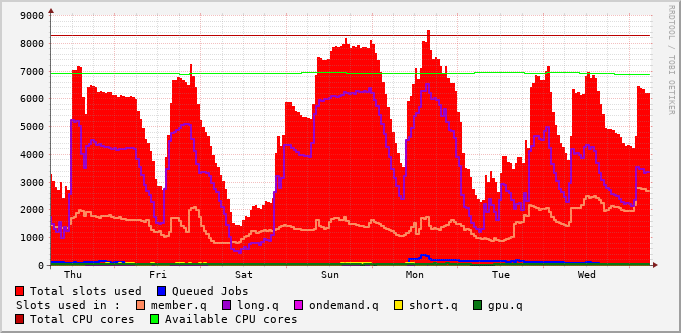 9000
8000
7000
6000
5000
4000
3000
2000
1000
0
Thu Fri Sat Sun Mon Tue Wed
Total slots used Queued Jobs
Slots used in : member.q long.q ondemand.q short.q gpu.q
Total CPU cores Available CPU cores
RRDTOOL / TOBI OETIKER